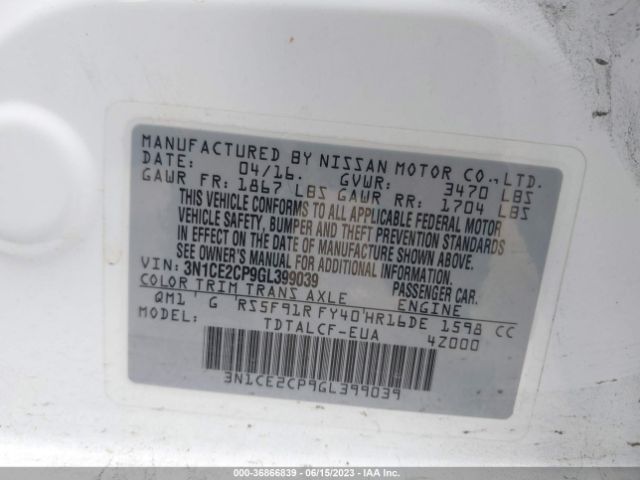 MANUFACTURED BY NISSAN MOTOR CO., LTD.
DATE: 04/16. GVWR: 3470 LBS
GAWR FR: 1867 LBS GAWR RR: 1704 LBS
THIS VEHICLE CONFORMS TO ALL APPLICABLE FEDERAL MOTOR
VEHICLE SAFETY, BUMPER AND THEFT PREVENTION STANDARDS
IN EFFECT ON THE DATE OF MANUFACTURE SHOWN ABOVE.
SEE OWNER'S MANUAL FOR ADDITIONAL INFORMATION.
VIN: 3N1CE2CP9GL399039 PASSENGER CAR.
COLOR TRIM TRANS AXLE ENGINE
QM1 G RS5F91R FY40 HR16DE 1598 CC
TDTALCF-EUA 4Z000
3N1CE2CP9GL399039
000-36866839 - 06/15/2023 - IAAI.COM